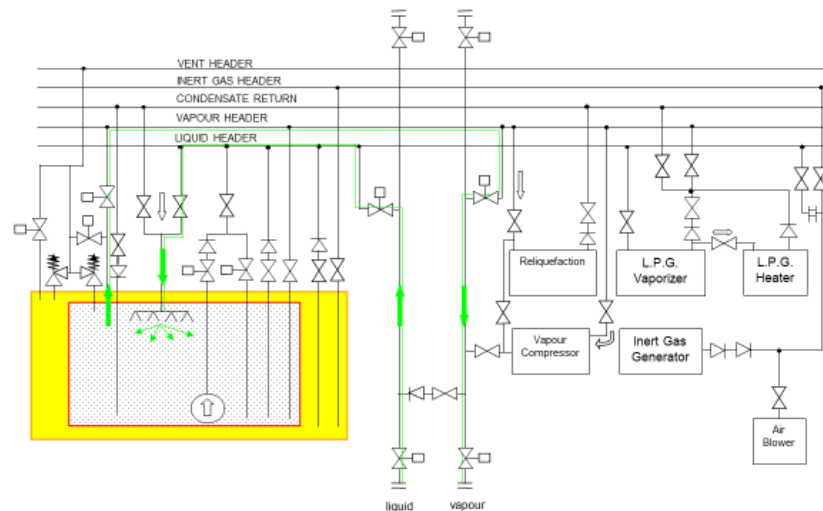 VENT HEADER
INERT GAS HEADER
CONDENSATE RETURN
VAPOUR HEADER
LIQUID HEADER
Reliquefaction
L.P.G.
Vaporizer
L.P.G.
Heater
Vapour
Compressor
Inert Gas
Generator
Air
Blower
liquid
vapour